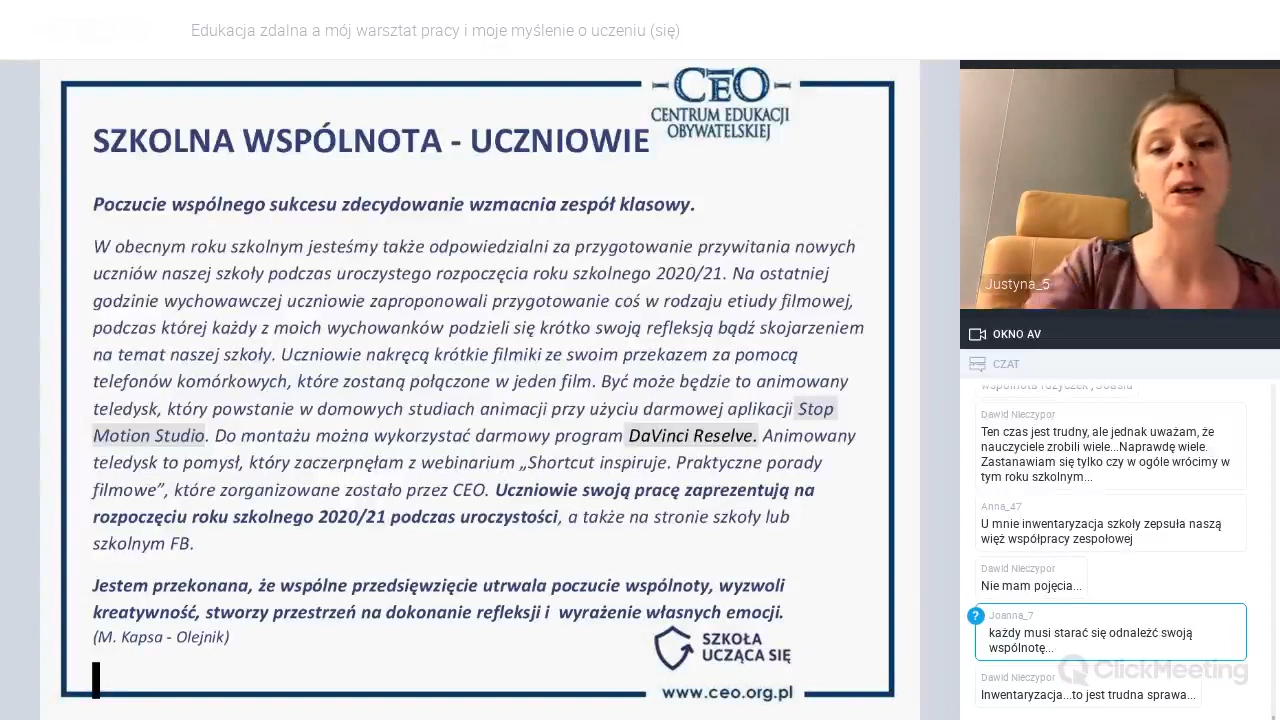 Edukacja zdalna a mój warsztat pracy i moje myślenie o uczeniu (się)
CEO
CENTRUM EDUKACJI
OBYWATELSKIEJ
SZKOLNA WSPÓLNOTA - UCZNIOWIE
Poczucie wspólnego sukcesu zdecydowanie wzmacnia zespół klasowy.
W obecnym roku szkolnym jesteśmy także odpowiedzialni za przygotowanie przywitania nowych
uczniów naszej szkoły podczas uroczystego rozpoczęcia roku szkolnego 2020/21. Na ostatniej
godzinie wychowawczej uczniowie zaproponowali przygotowanie coś w rodzaju etiudy filmowej,
podczas której każdy z moich wychowanków podzieli się krótko swoją refleksją bądź skojarzeniem
na temat naszej szkoły. Uczniowie nakręcą krótkie filmiki ze swoim przekazem za pomocą
telefonów komórkowych, które zostaną połączone w jeden film. Być może będzie to animowany
teledysk, który powstanie w domowych studiach animacji przy użyciu darmowej aplikacji Stop
Motion Studio. Do montażu można wykorzystać darmowy program DaVinci Reselve. Animowany
teledysk to pomysł, który zaczerpnęłam z webinarium „Shortcut inspiruje. Praktyczne porady
filmowe”, które zorganizowane zostało przez CEO. Uczniowie swoją pracę zaprezentują na
rozpoczęciu roku szkolnego 2020/21 podczas uroczystości, a także na stronie szkoły lub
szkolnym FB.
Jestem przekonana, że wspólne przedsięwzięcie utrwala poczucie wspólnoty, wyzwoli
kreatywność, stworzy przestrzeń na dokonanie refleksji i wyrażenie własnych emocji.
(M. Kapsa - Olejnik)
SZKOŁA
UCZĄCA SIĘ
www.ceo.org.pl
Justyna_5
OKNO AV
CZAT
Dawid Nieczypor
Ten czas jest trudny, ale jednak uważam, że
nauczyciele zrobili wiele...Naprawdę wiele.
Zastanawiam się tylko czy w ogóle wrócimy w
tym roku szkolnym...
Anna_47
U mnie inwentaryzacja szkoły zepsuła naszą
więż współpracy zespołowej
Dawid Nieczypor
Nie mam pojęcia...
?
Joanna_7
każdy musi starać się odnależć swoją
wspólnotę...
ClickMeeting
Dawid Nieczypor
Inwentaryzacja...to jest trudna sprawa...